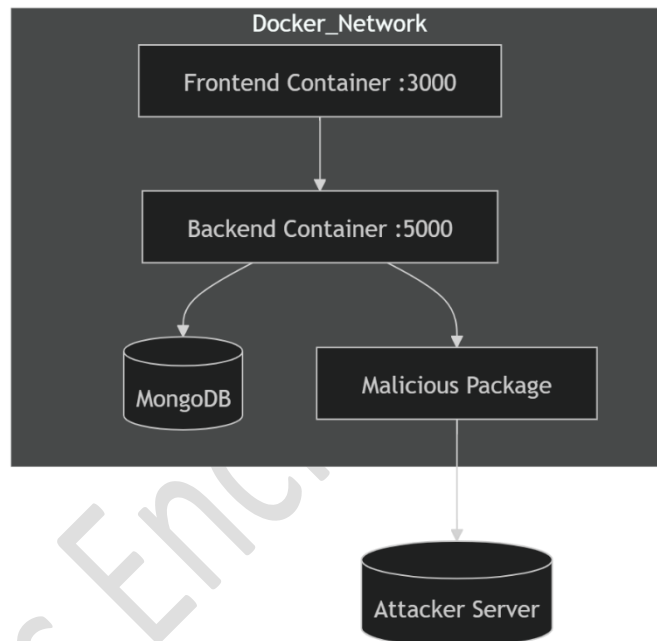 Docker_Network
Frontend Container :3000
Backend Container :5000
MongoDB
Malicious Package
Attacker Server